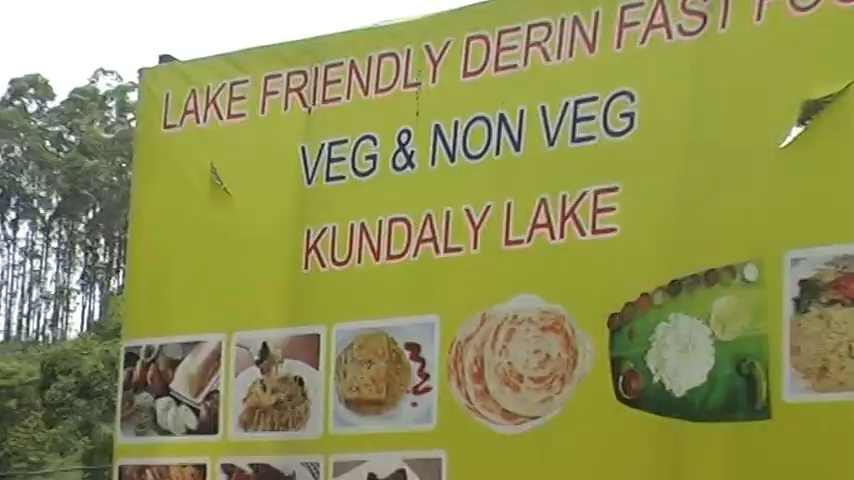 LAKE FRIENDLY DERIN FAST
VEG & NON VEG
KUNDALY LAKE